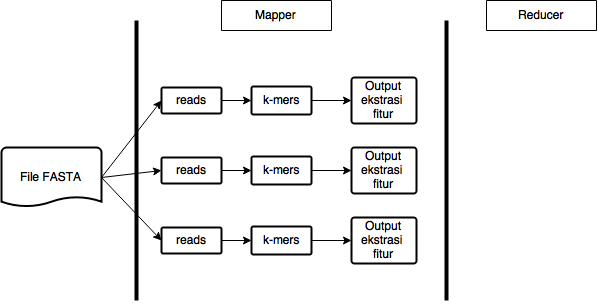 Mapper
Reducer
reads
k-mers
Output
ekstrasi
fitur
File FASTA
reads
k-mers
Output
ekstrasi
fitur
reads
k-mers
Output
ekstrasi
fitur